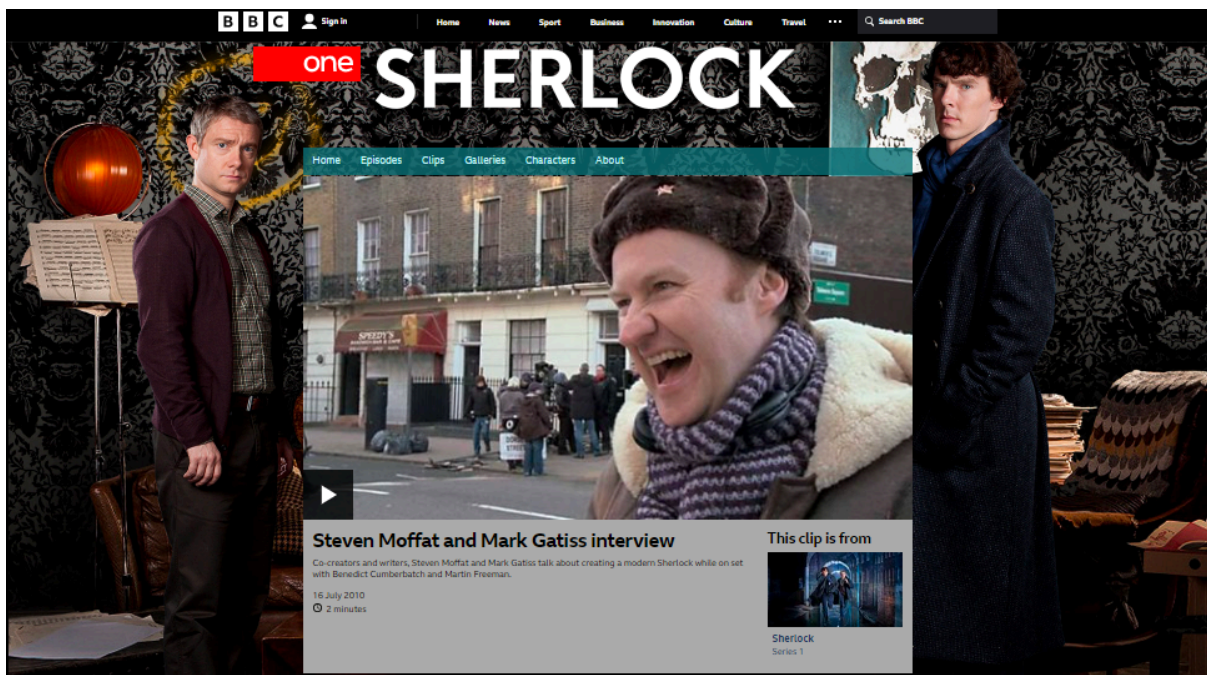 BBC Sign in Home News Sport Business Innovation Culture Travel ••• Search BBC
one SHERLOCK
Home Episodes Clips Galleries Characters About
SPEEDY'S
Steven Moffat and Mark Gatiss interview
Co-creators and writers, Steven Moffat and Mark Gatiss talk about creating a modern Sherlock while on set
with Benedict Cumberbatch and Martin Freeman.
16 July 2010
2 minutes
This clip is from
Sherlock
Series 1